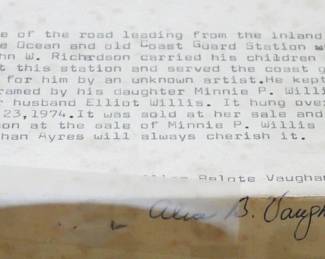 e of the road leading from the inland
e Ocean and old Coast Guard Station w
hn W. Richardson carried his children
t this station and served the coast g
for him by an unknown artist.He kept
ramed by his daughter Minnie P. Willi
r husband Elliot Willis. It hung over
23,1974.It was sold at her sale and
on at the sale of Minnie P. Willis
han Ayres will always cherish it.
Vaughan
B. Vaugh